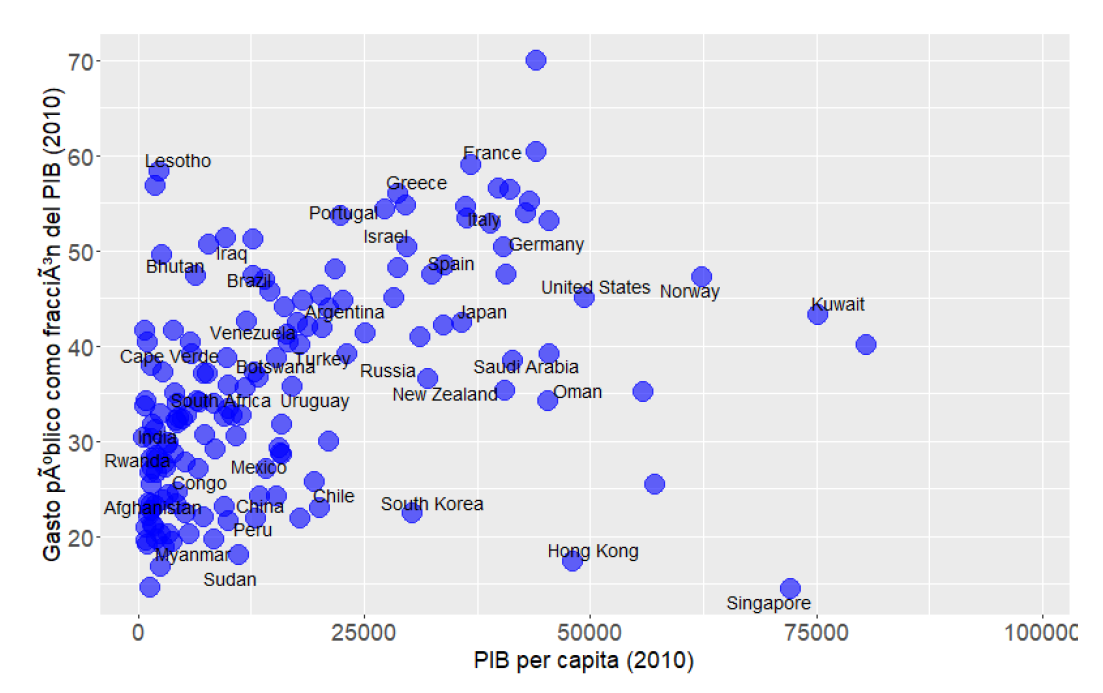 Gasto pÃºblico como fracciÃ³n del PIB (2010)
70
60
50
40
30
20
France
Lesotho
Greece
Portugal
Italy
Israel
Germany
Iraq
Bhutan
Spain
Brazil
United States
Norway
Kuwait
Argentina
Japan
Venezuela
Cape Verde
Botswana
Turkey
Saudi Arabia
Russia
New Zealand
Oman
South Africa
Uruguay
India
Rwanda
Mexico
Congo
Chile
Afghanistan
China
South Korea
Peru
Myanmar
Hong Kong
Sudan
Singapore
0
25000
50000
75000
100000
PIB per capita (2010)